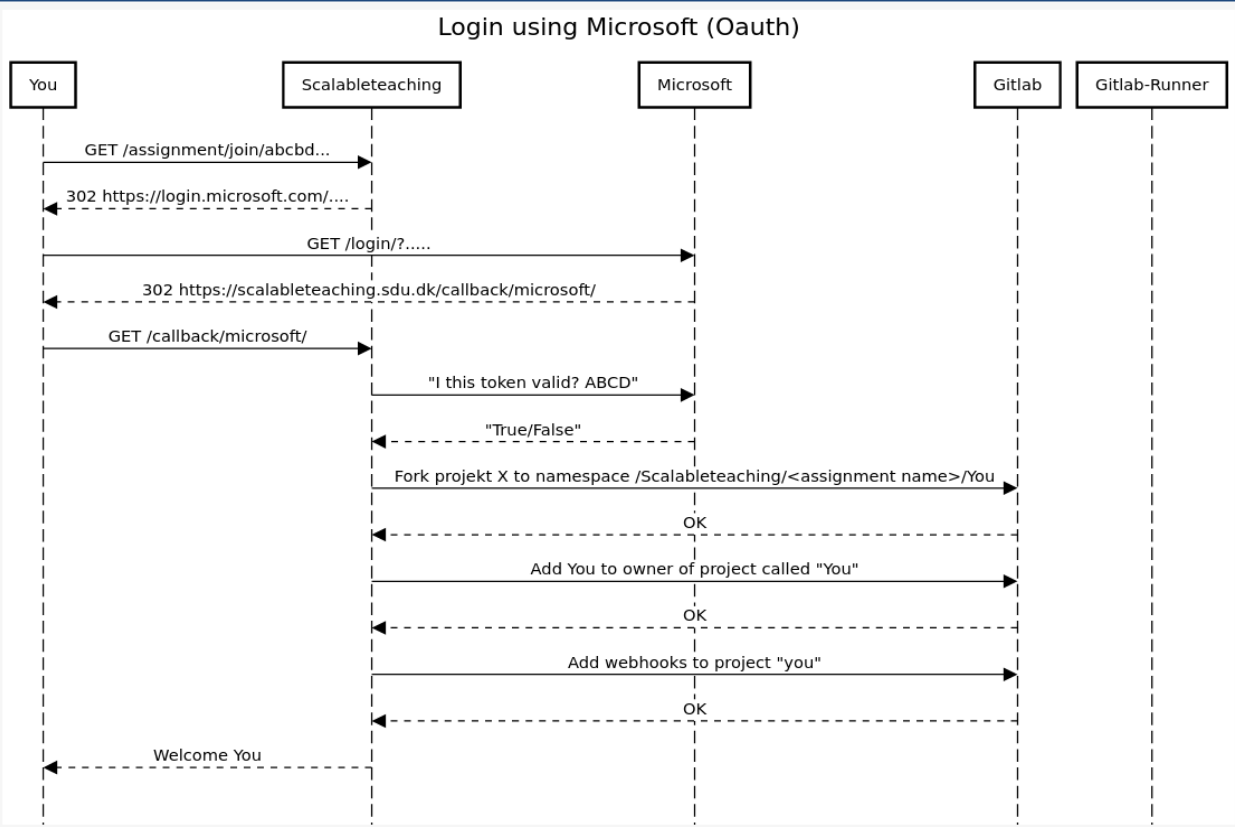 Login using Microsoft (Oauth)
You
Scalableteaching
Microsoft
Gitlab
Gitlab-Runner
GET /assignment/join/abcbd...
302 https://login.microsoft.com/....
GET /login/?.....
302 https://scalableteaching.sdu.dk/callback/microsoft/
GET /callback/microsoft/
"I this token valid? ABCD"
"True/False"
Fork projekt X to namespace /Scalableteaching/<assignment name>/You
OK
Add You to owner of project called "You"
OK
Add webhooks to project "you"
OK
Welcome You